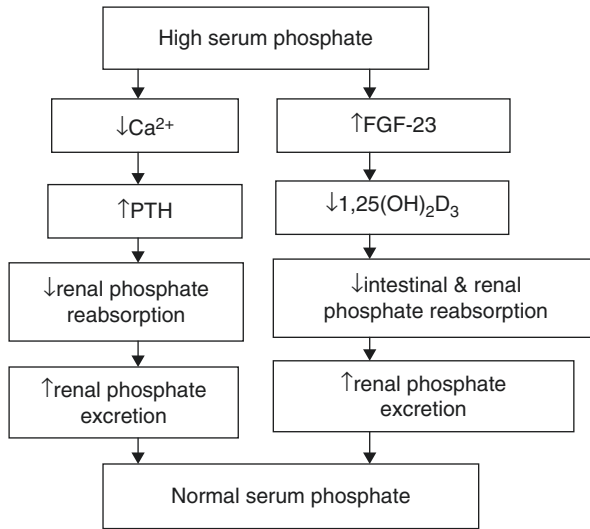 High serum phosphate
↓Ca²⁺
↑FGF-23
↑PTH
↓1,25(OH)₂D₃
↓renal phosphate
reabsorption
↓intestinal & renal
phosphate reabsorption
↑renal phosphate
excretion
↑renal phosphate
excretion
Normal serum phosphate